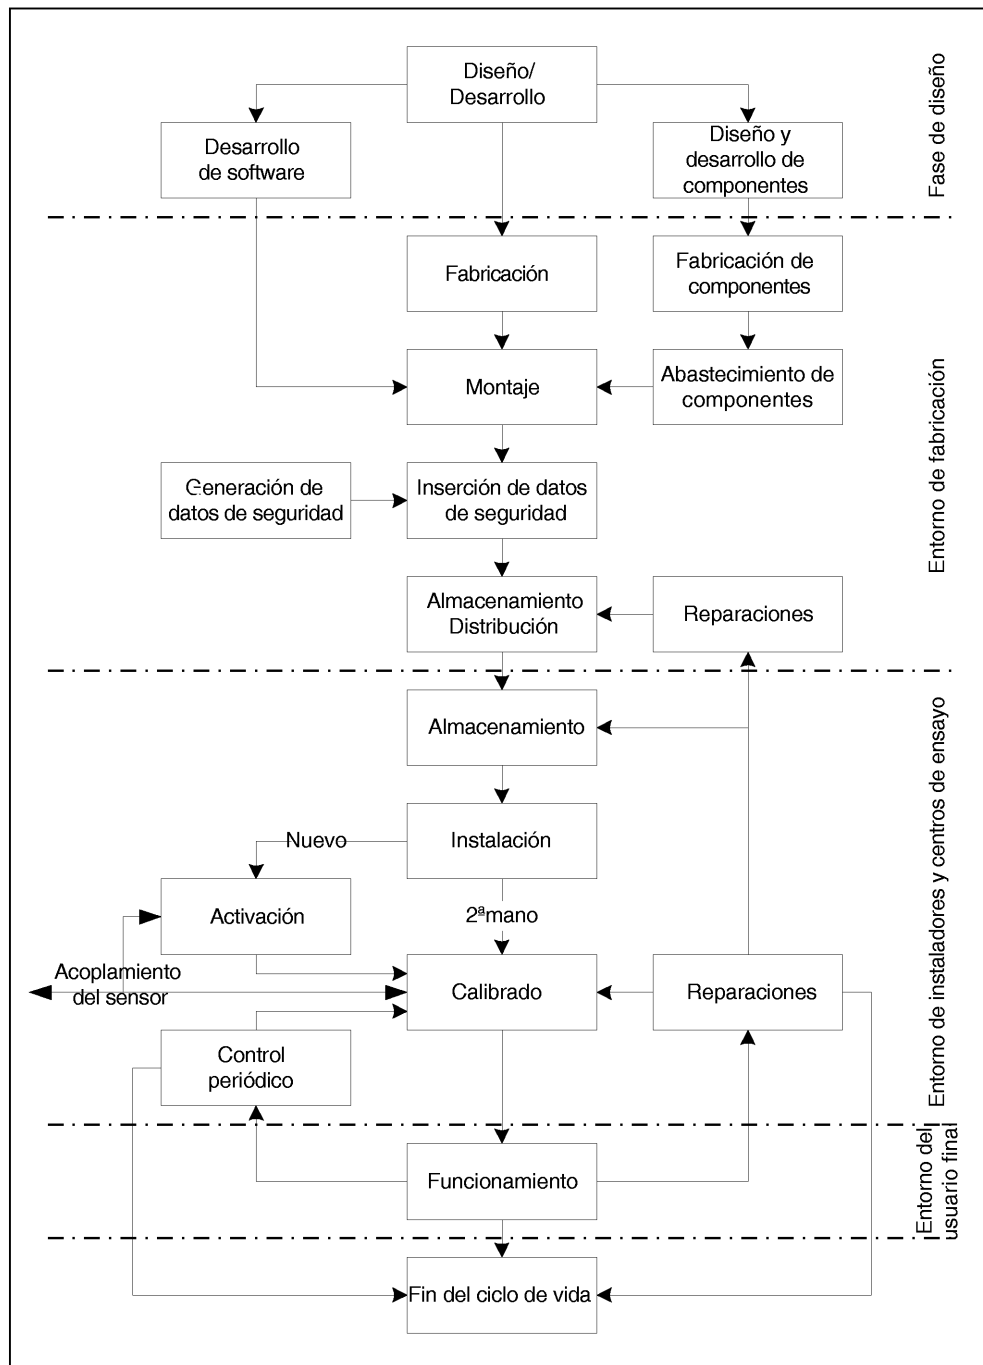 Diseño/
Desarrollo
Desarrollo
de software
Diseño y
desarrollo de
componentes
Fase de diseño
Fabricación
Fabricación de
componentes
Montaje
Abastecimiento de
componentes
Generación de
datos de seguridad
Inserción de datos
de seguridad
Entorno de fabricación
Almacenamiento
Distribución
Reparaciones
Almacenamiento
Nuevo
Instalación
Activación
2ªmano
Acoplamiento
del sensor
Calibrado
Reparaciones
Control
periódico
Entorno de instaladores y centros de ensayo
Funcionamiento
Entorno del
usuario final
Fin del ciclo de vida